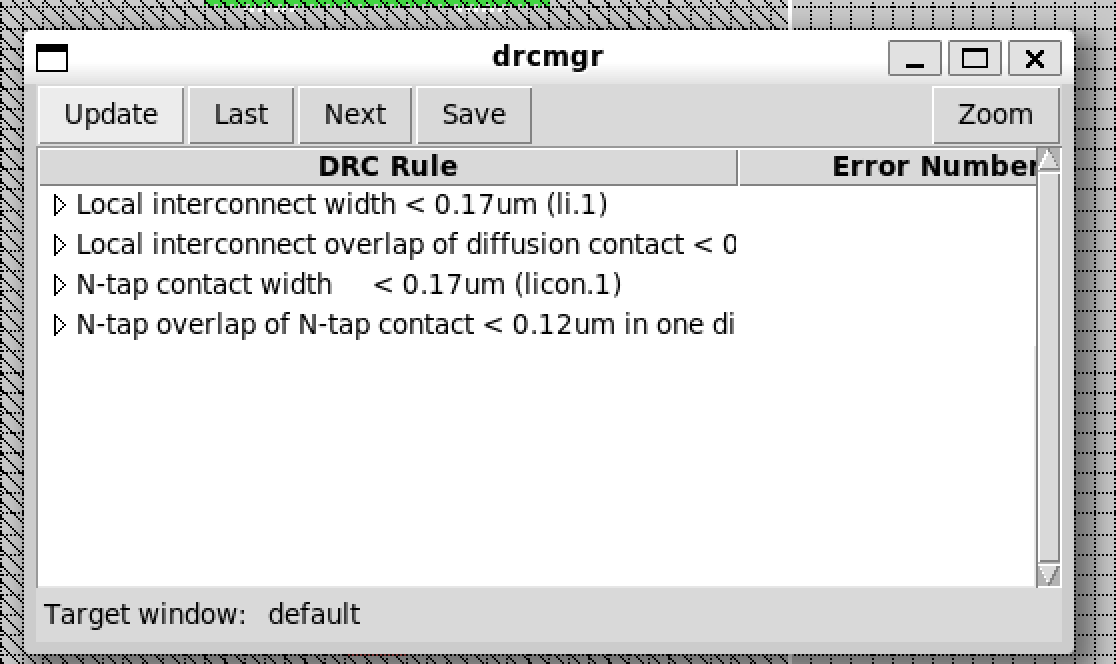 drcmgr
Update Last Next Save Zoom
DRC Rule Error Number
Local interconnect width < 0.17um (li.1)
Local interconnect overlap of diffusion contact < 0
N-tap contact width < 0.17um (licon.1)
N-tap overlap of N-tap contact < 0.12um in one di
Target window: default